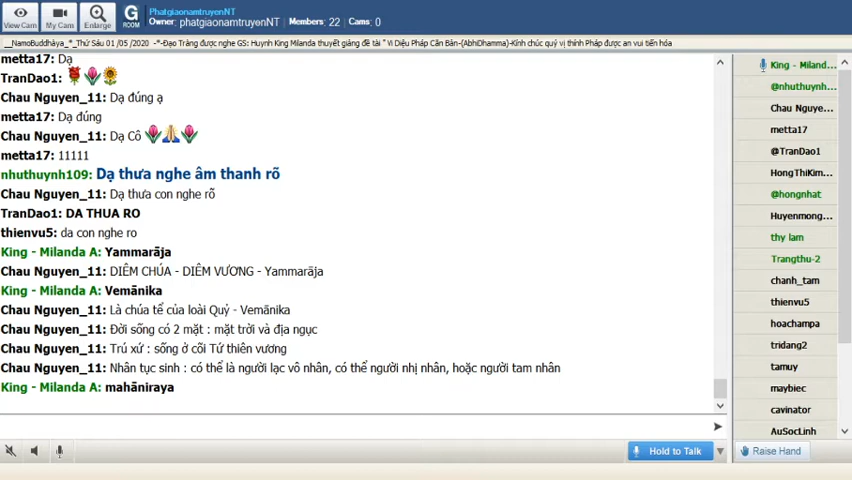 PhatgiaonamtruyenNT
Owner: phatgiaonamtruyenNT Members: 22 Cams: 0
View Cam My Cam Enlarge G ROOM
__NamoBuddhàya_*_Thứ Sáu 01 /05 /2020 -*-Đạo Tràng được nghe GS: Huynh King Milanda thuyết giảng đề tài " Vi Diệu Pháp Căn Bản-(AbhiDhamma)-Kính chúc quý vị thính Pháp được an vui tiến hóa
metta17: Dạ
TranDao1:
Chau Nguyen_11: Dạ đúng ạ
metta17: Dạ đúng
Chau Nguyen_11: Dạ Cô
metta17: 11111
nhuthuynh109: Dạ thưa nghe âm thanh rõ
Chau Nguyen_11: Dạ thưa con nghe rõ
TranDao1: DA THUA RO
thienvu5: da con nghe ro
King - Milanda A: Yammarāja
Chau Nguyen_11: DIÊM CHÚA - DIÊM VƯƠNG - Yammarāja
King - Milanda A: Vemānika
Chau Nguyen_11: Là chúa tể của loài Quỷ - Vemānika
Chau Nguyen_11: Đời sống có 2 mặt : mặt trời và địa ngục
Chau Nguyen_11: Trú xứ : sống ở cõi Tứ thiên vương
Chau Nguyen_11: Nhân tục sinh : có thể là người lạc vô nhân, có thể người nhị nhân, hoặc người tam nhân
King - Milanda A: mahāniraya
King - Miland...
@nhuthuynh...
Chau Nguye...
metta17
@TranDao1
HongThiKim...
@hongnhat
Huyenmong...
thy lam
Trangthu-2
chanh_tam
thienvu5
hoachampa
tridang2
tamuy
maybiec
cavinator
AuSocLinh
Hold to Talk
Raise Hand